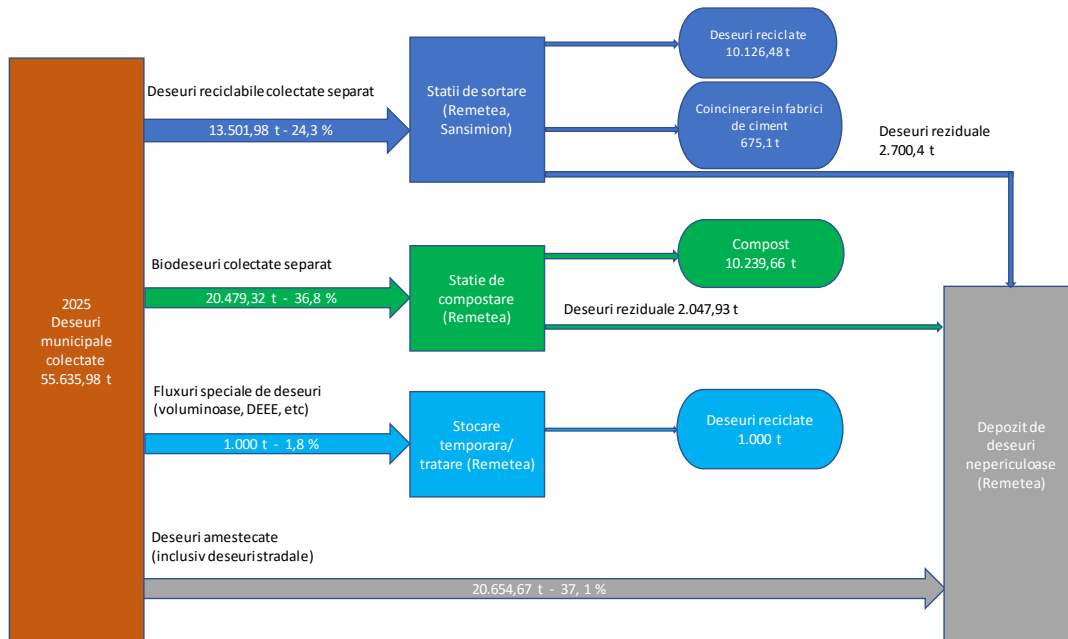 2025
Deseuri
municipale
colectate
55.635,98 t
Deseuri reciclabile colectate separat
13.501,98 t - 24,3 %
Statii de sortare
(Remetea,
Sansimion)
Deseuri reciclate
10.126,48 t
Coincinerare in fabrici
de ciment
675,1 t
Deseuri reziduale
2.700,4 t
Biodeseuri colectate separat
20.479,32 t - 36,8 %
Statie de
compostare
(Remetea)
Compost
10.239,66 t
Deseuri reziduale 2.047,93 t
Fluxuri speciale de deseuri
(voluminoase, DEEE, etc)
1.000 t - 1,8 %
Stocare
temporara/
tratare (Remetea)
Deseuri reciclate
1.000 t
Deseuri amestecate
(inclusiv deseuri stradale)
20.654,67 t - 37, 1 %
Depozit de
deseuri
nepericuloase
(Remetea)